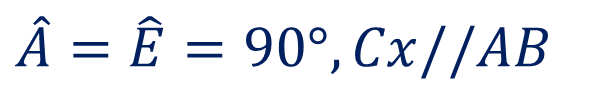 Â = Ê = 90°, Cx//AB